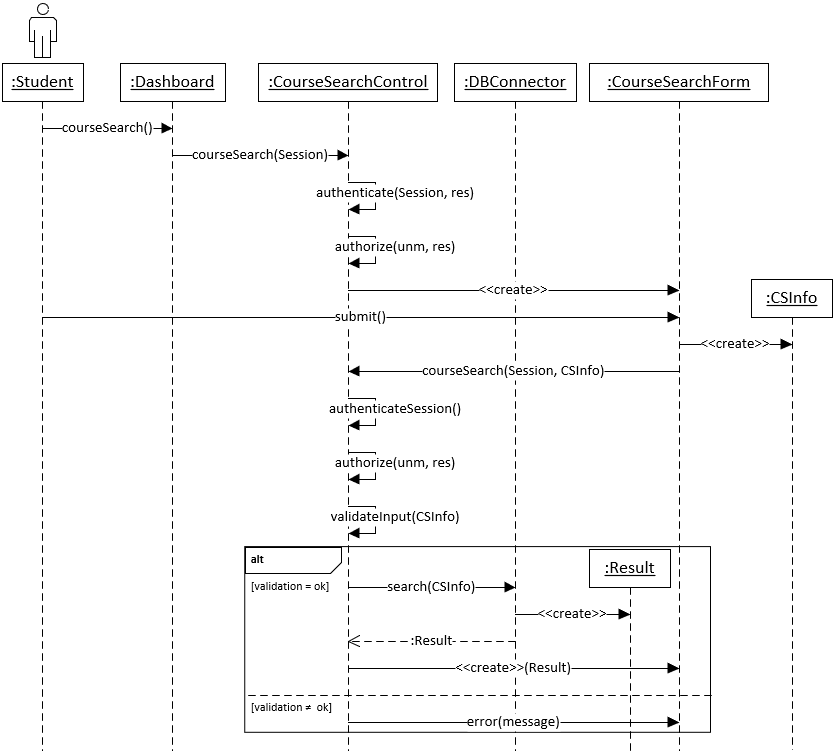 :Student
:Dashboard
:CourseSearchControl
:DBConnector
:CourseSearchForm
courseSearch()
courseSearch(Session)
authenticate(Session, res)
authorize(unm, res)
<<create>>
:CSInfo
submit()
<<create>>
courseSearch(Session, CSInfo)
authenticateSession()
authorize(unm, res)
validateInput(CSInfo)
alt
:Result
[validation = ok]
search(CSInfo)
<<create>>
:Result
<<create>>(Result)
[validation ≠ ok]
error(message)